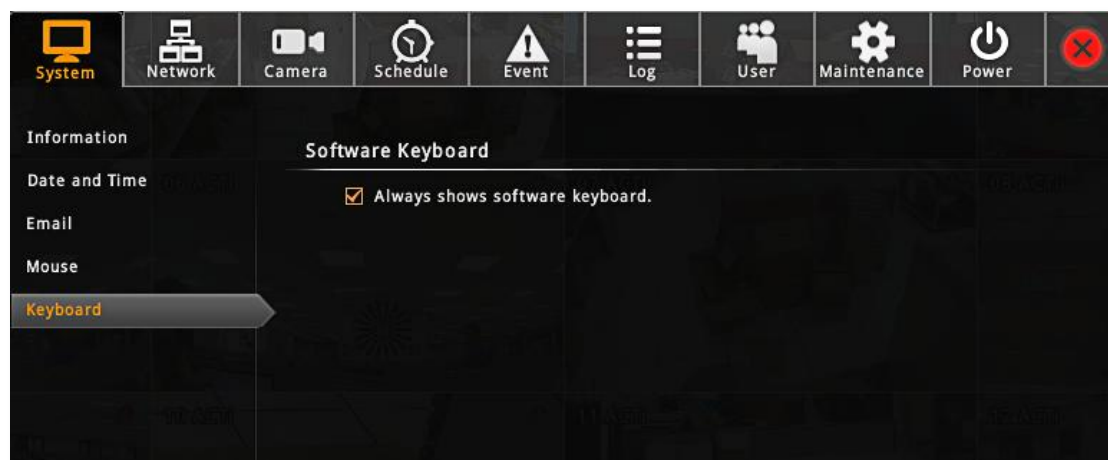 System
Network
Camera
Schedule
Event
Log
User
Maintenance
Power
Information
Date and Time
Email
Mouse
Keyboard
Software Keyboard
Always shows software keyboard.